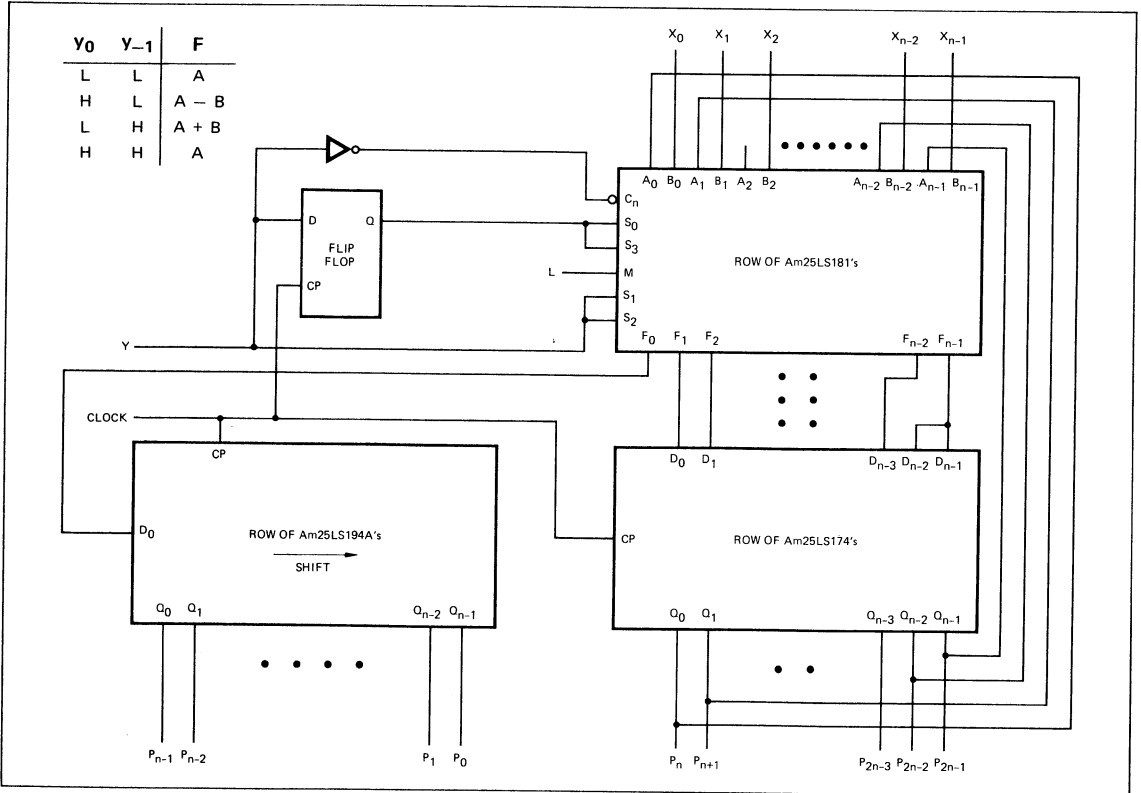 y0 y–1 F
L L A
H L A – B
L H A + B
H H A
X0 X1 X2 Xn-2 Xn-1
A0 B0 A1 B1 A2 B2 An-2 Bn-2 An-1 Bn-1
Cn
S0
S3
M
S1
S2
L
ROW OF Am25LS181's
F0 F1 F2 Fn-2 Fn-1
D Q
FLIP
FLOP
CP
Y
CLOCK
CP
D0
ROW OF Am25LS194A's
SHIFT
Q0 Q1 Qn-2 Qn-1
Pn-1 Pn-2 P1 P0
D0 D1 Dn-3 Dn-2 Dn-1
CP
ROW OF Am25LS174's
Q0 Q1 Qn-3 Qn-2 Qn-1
Pn Pn+1 P2n-3 P2n-2 P2n-1